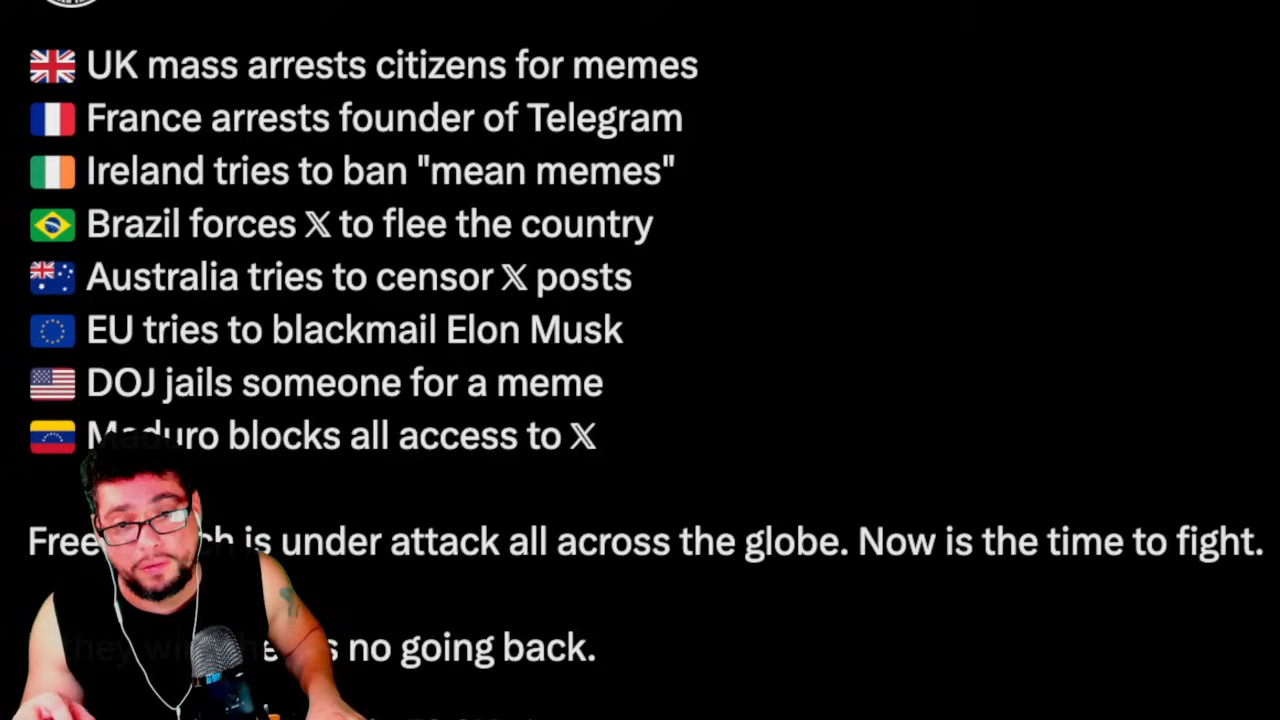 UK mass arrests citizens for memes
France arrests founder of Telegram
Ireland tries to ban "mean memes"
Brazil forces 𝕏 to flee the country
Australia tries to censor 𝕏 posts
EU tries to blackmail Elon Musk
DOJ jails someone for a meme
Maduro blocks all access to 𝕏
Free is under attack all across the globe. Now is the time to fight.
they no going back.